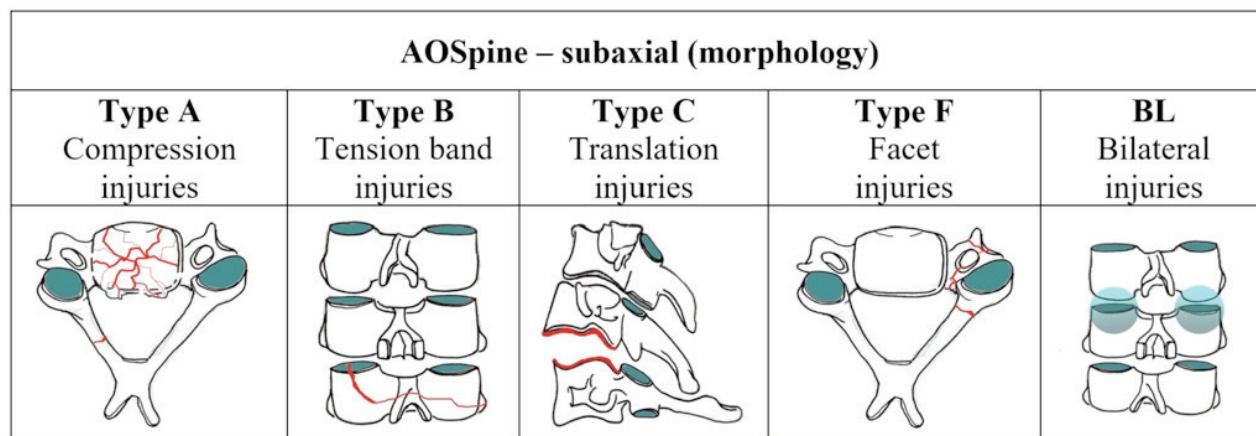 AOSpine – subaxial (morphology)
Type A
Compression
injuries
Type B
Tension band
injuries
Type C
Translation
injuries
Type F
Facet
injuries
BL
Bilateral
injuries